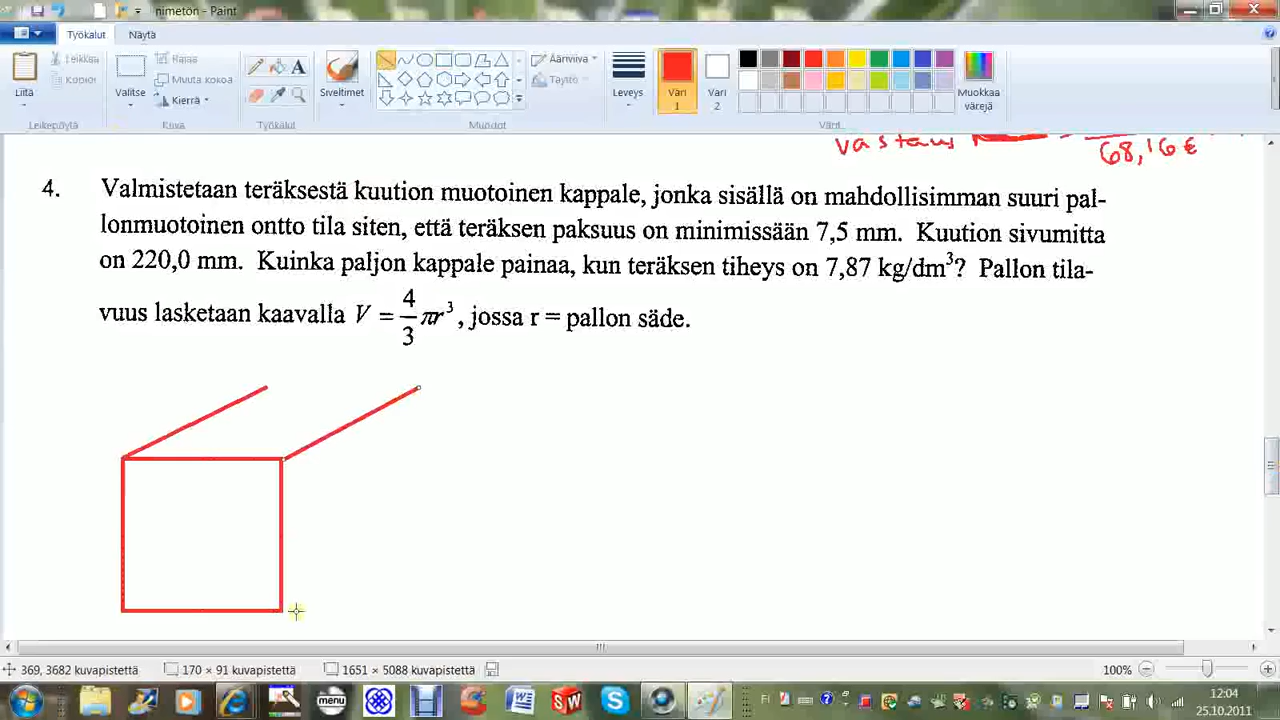 nimetön - Paint
Työkalut Näytä
Liitä
Leikkaa
Kopioi
Leikepöytä
Valitse
Rajaa
Muuta kokoa
Kierrä
Kuva
A
Työkalut
Siveltimet
Ääriviiva
Täyttö
Muodot
Leveys
Väri
1
Väri
2
Muokkaa
värejä
Värit
vastaus
68,16 €
4. Valmistetaan teräksestä kuution muotoinen kappale, jonka sisällä on mahdollisimman suuri pal-
lonmuotoinen ontto tila siten, että teräksen paksuus on minimissään 7,5 mm. Kuution sivumitta
on 220,0 mm. Kuinka paljon kappale painaa, kun teräksen tiheys on 7,87 kg/dm³? Pallon tila-
vuus lasketaan kaavalla V = 4/3 πr³, jossa r = pallon säde.
369, 3682 kuvapistettä 170 × 91 kuvapistettä 1651 × 5088 kuvapistettä 100%
menu
FI
12:04
25.10.2011